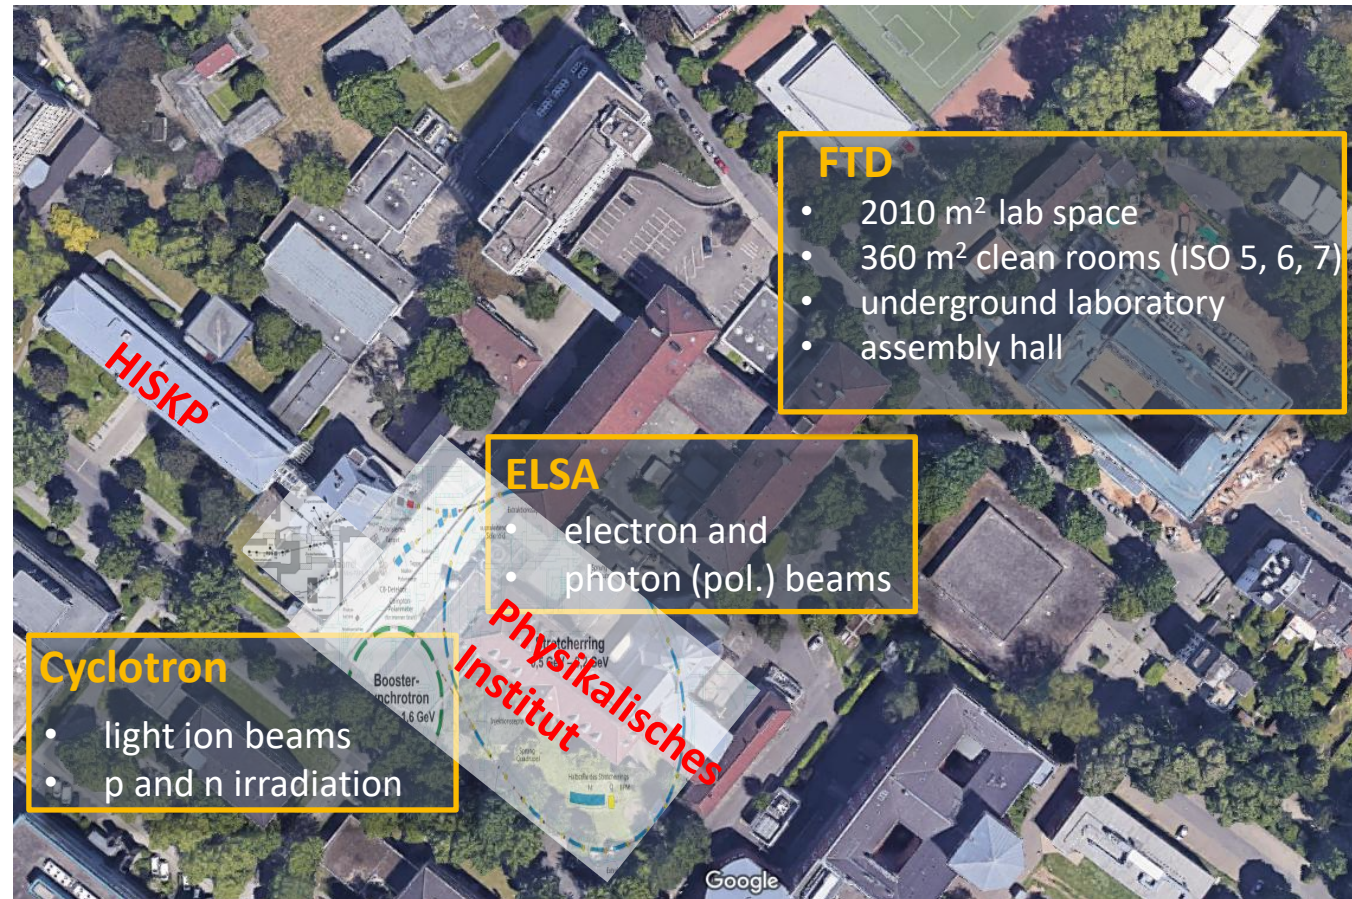 FTD
• 2010 m² lab space
• 360 m² clean rooms (ISO 5, 6, 7)
• underground laboratory
• assembly hall
HISKP
ELSA
• electron and
• photon (pol.) beams
Physikalisches
Institut
Cyclotron
• light ion beams
• p and n irradiation
Booster-
1,6 GeV
Google